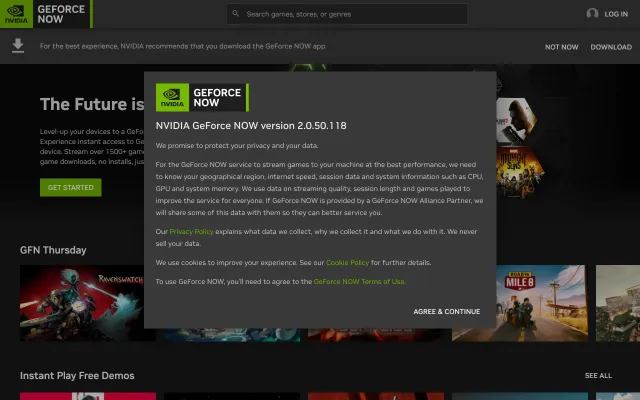 NVIDIA
GEFORCE
NOW
Search games, stores, or genres
LOG IN
For the best experience, NVIDIA recommends that you download the GeForce NOW app.
NOT NOW
DOWNLOAD
The Future is
Level-up your devices to a GeFo
Experience instant access to Ge
device. Stream over 1500+ game
game downloads, no installs, jus
GET STARTED
NVIDIA
GEFORCE
NOW
NVIDIA GeForce NOW version 2.0.50.118
We promise to protect your privacy and your data.
For the GeForce NOW service to stream games to your machine at the best performance, we need
to know your geographical region, internet speed, session data and system information such as CPU,
GPU and system memory. We use data on streaming quality, session length and games played to
improve the service for everyone. If GeForce NOW is provided by a GeForce NOW Alliance Partner, we
will share some of this data with them so they can better service you.
Our Privacy Policy explains what data we collect, why we collect it and what we do with it. We never
sell your data.
We use cookies to improve your experience. See our Cookie Policy for further details.
To use GeForce NOW, you'll need to agree to the GeForce NOW Terms of Use.
AGREE & CONTINUE
GFN Thursday
RAVENSWATCH
ROAD TO
MILE 8
Instant Play Free Demos
SEE ALL